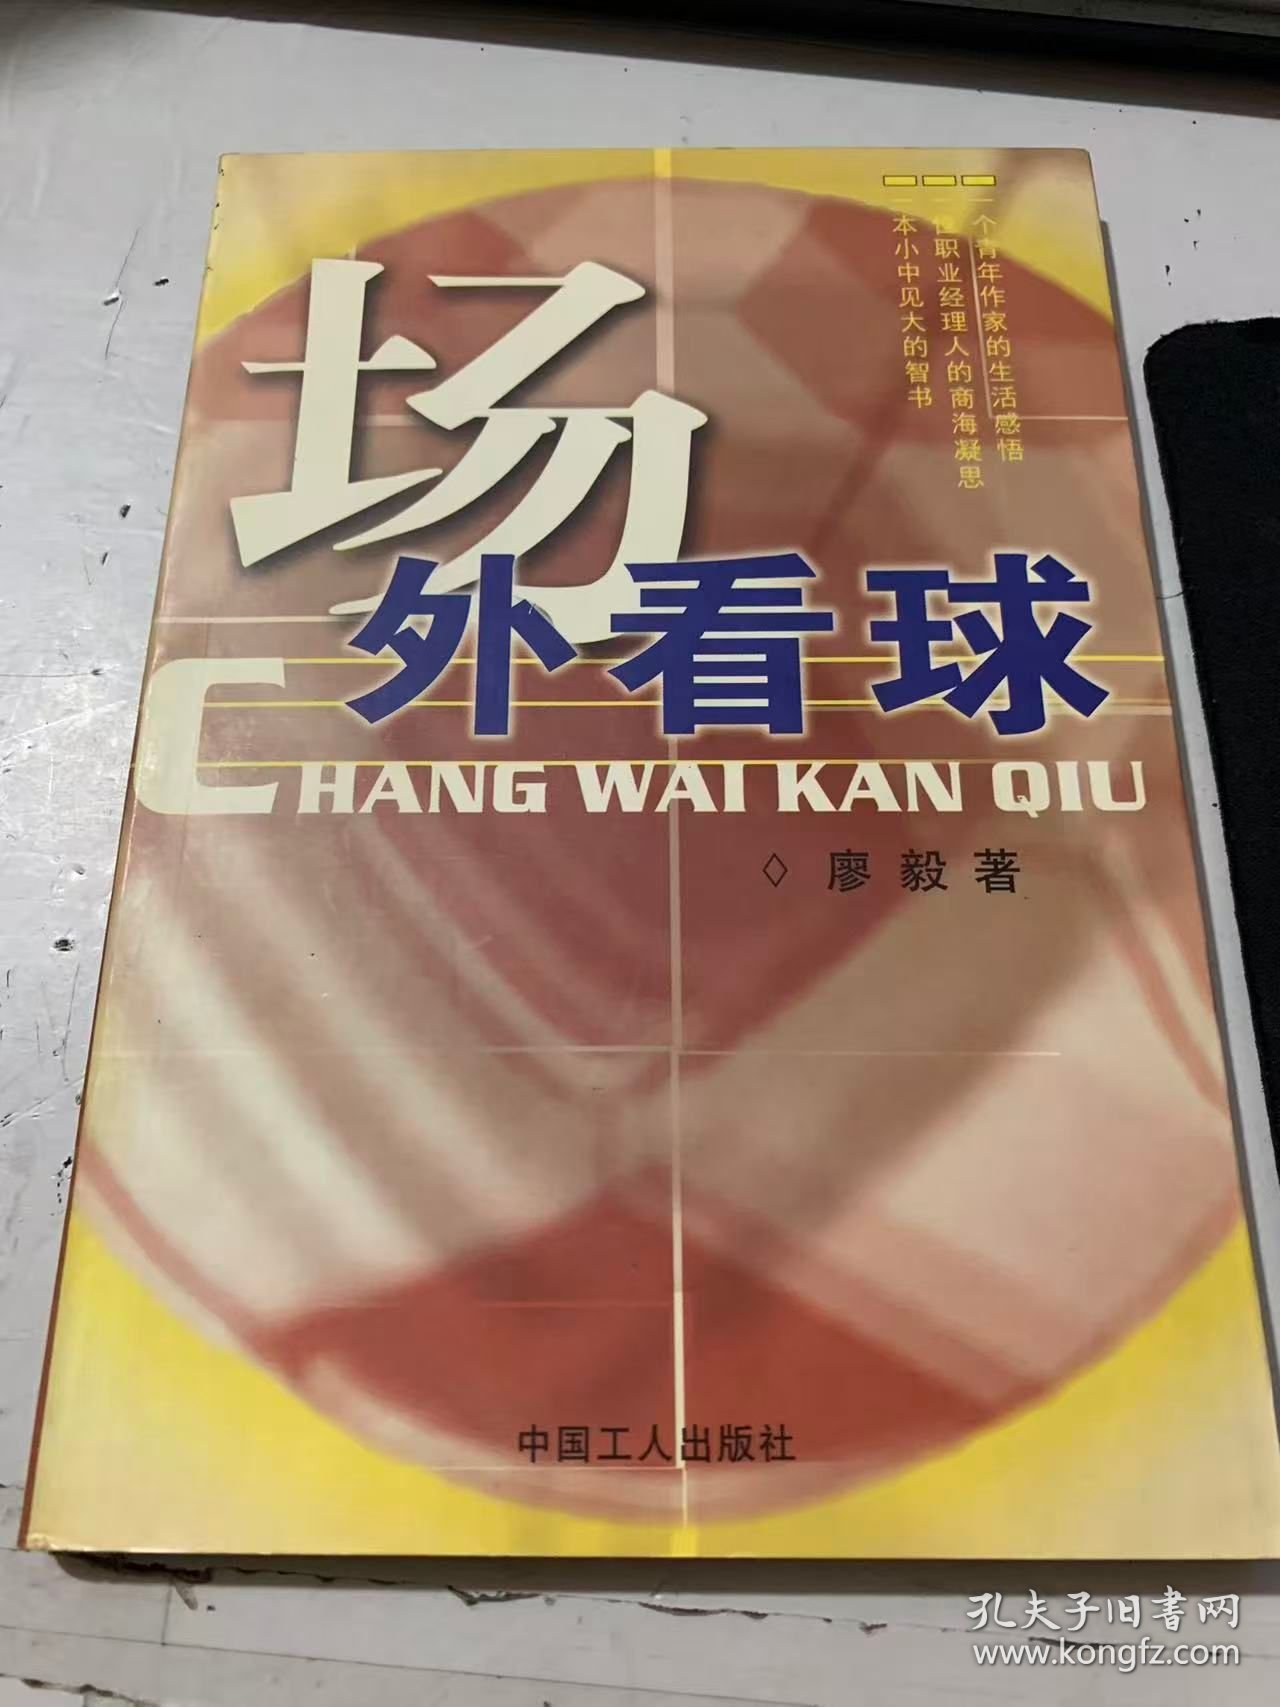 一个青年作家的生活感悟
一位职业经理人的商海凝思
一本小中见大的智书
场
外看球
CHANG WAI KAN QIU
◇ 廖毅著
中国工人出版社
孔夫子旧书网
www.kongfz.com